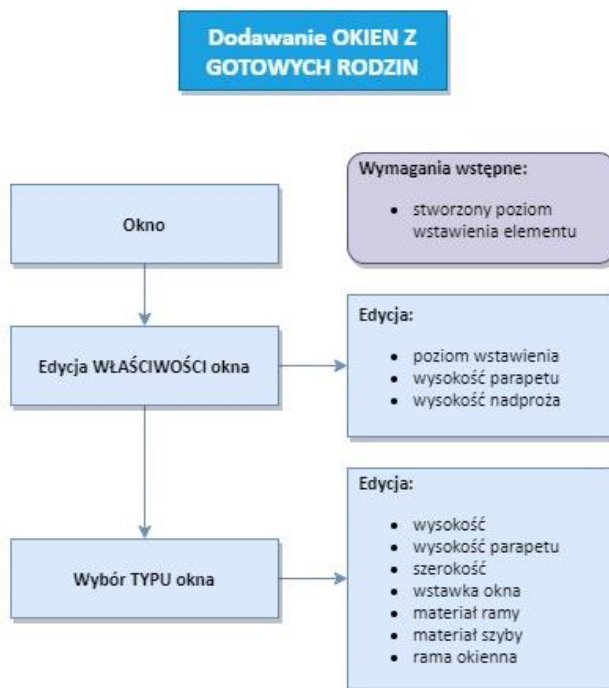 Dodawanie OKIEN Z
GOTOWYCH RODZIN
Wymagania wstępne:
• stworzony poziom
wstawienia elementu
Okno
Edycja WŁAŚCIWOŚCI okna
Edycja:
• poziom wstawienia
• wysokość parapetu
• wysokość nadproża
Wybór TYPU okna
Edycja:
• wysokość
• wysokość parapetu
• szerokość
• wstawka okna
• materiał ramy
• materiał szyby
• rama okienna